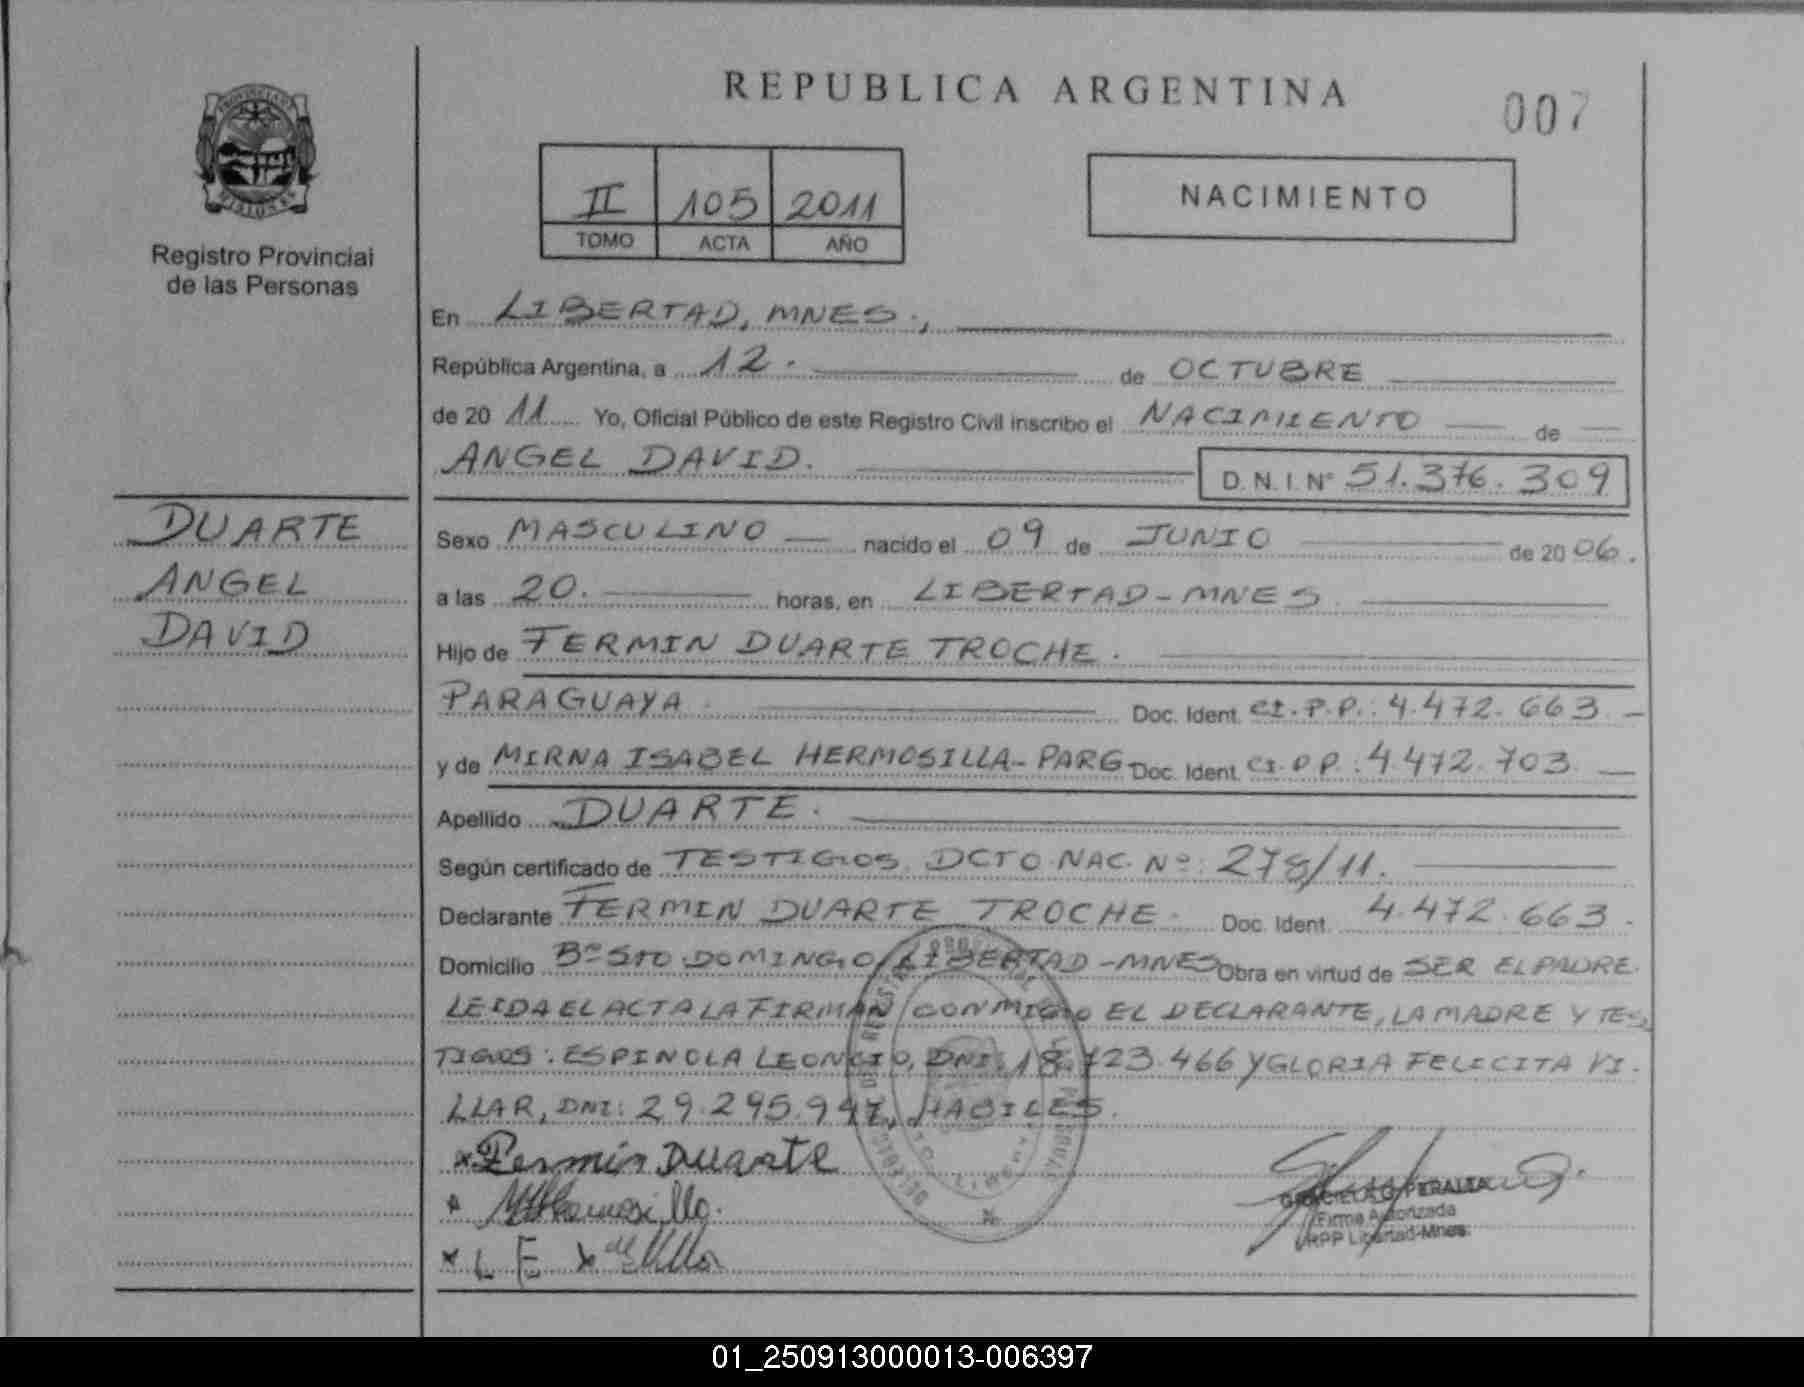 REPUBLICA ARGENTINA
007
PROVINCIA DE MISIONES
Registro Provincial
de las Personas
II 105 2011
TOMO ACTA AÑO
NACIMIENTO
En LIBERTAD, MNES.,
República Argentina, a 12. de OCTUBRE
de 20 11 Yo, Oficial Público de este Registro Civil inscribo el NACIMIENTO de
ANGEL DAVID. D.N.I.Nº 51.376.309
DUARTE
ANGEL
DAVID
Sexo MASCULINO nacido el 09 de JUNIO de 20 06.
a las 20. horas, en LIBERTAD-MNES
Hijo de FERMIN DUARTE TROCHE.
PARAGUAYA Doc. Ident. CI.P.P.: 4.472.663
y de MIRNA ISABEL HERMOSILLA-PARG Doc. Ident. CI.P.P.: 4.472.703
Apellido DUARTE.
Según certificado de TESTIGOS. DCTO.NAC. Nº: 278/11.
Declarante FERMIN DUARTE TROCHE. Doc. Ident. 4.472.663.
Domicilio Bº STO DOMINGO/LIBERTAD-MNES Obra en virtud de SER EL PADRE.
LEIDA EL ACTA LA FIRMAN CONMIGO EL DECLARANTE, LA MADRE Y TES
TIGOS: ESPINOLA LEONCIO, DNI: 18.723.466 Y GLORIA FELICITA VI.
LLAR, DNI: 29.295.997, HABILES.
Fermin Duarte
L E
GRACIELA G. PERALTA
Firma Autorizada
RPP Libertad-Mnes.
01_250913000013-006397